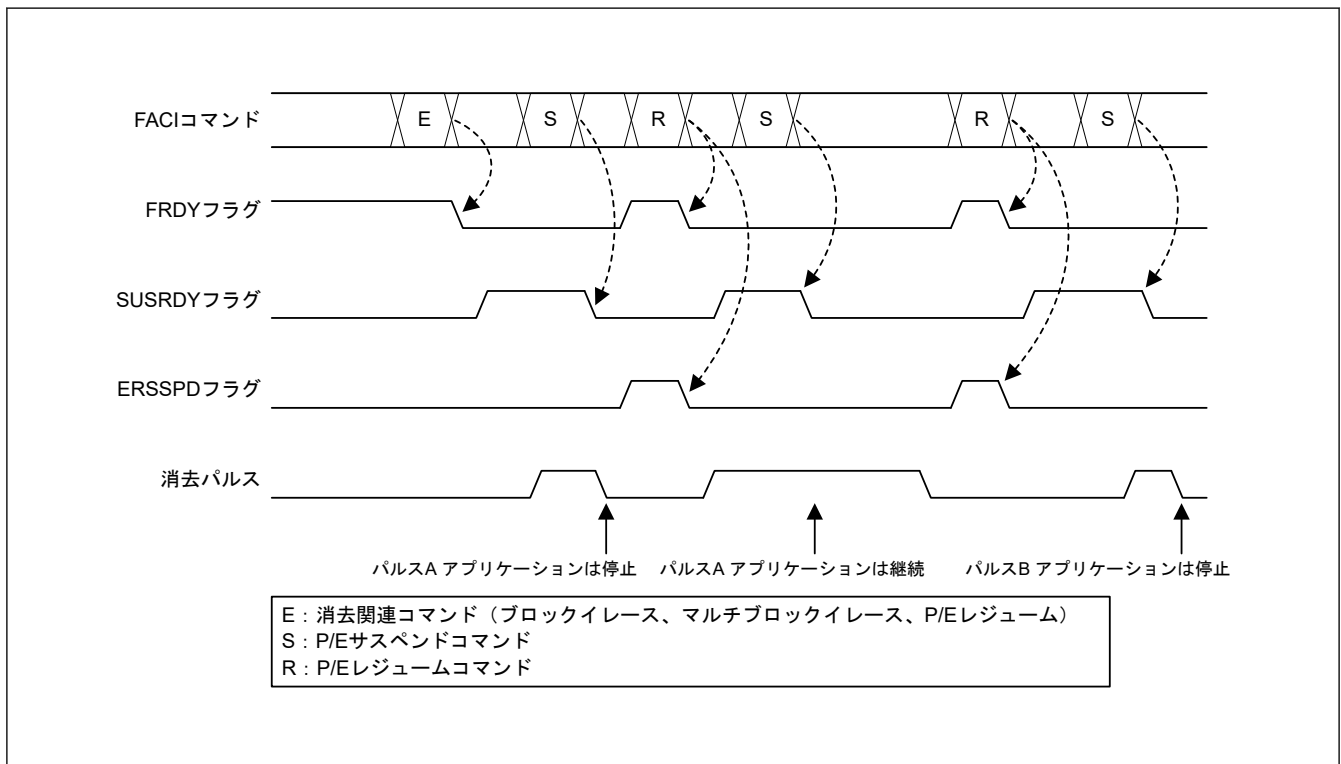 FACIコマンド
E S R S R S
FRDYフラグ
SUSRDYフラグ
ERSSPDフラグ
消去パルス
パルスA アプリケーションは停止 パルスA アプリケーションは継続 パルスB アプリケーションは停止
E：消去関連コマンド（ブロックイレース、マルチブロックイレース、P/Eレジューム）
S：P/Eサスペンドコマンド
R：P/Eレジュームコマンド